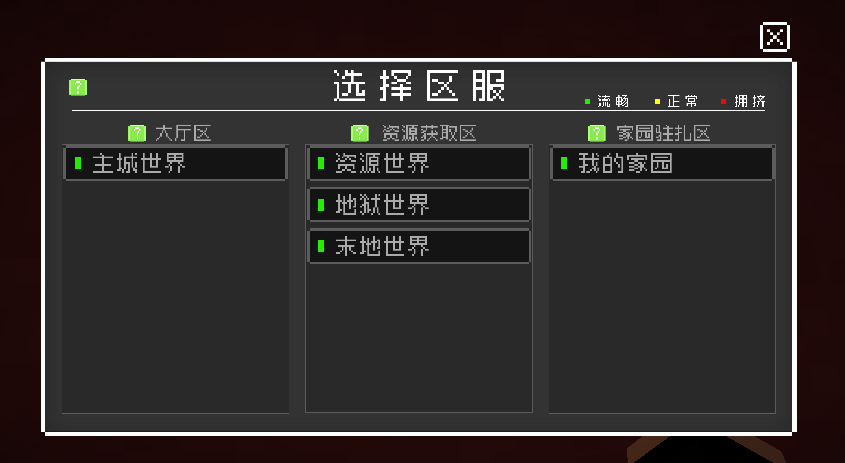 选择区服
? 流畅 正常 拥挤
? 大厅区
主城世界
? 资源获取区
资源世界
地狱世界
末地世界
? 家园驻扎区
我的家园